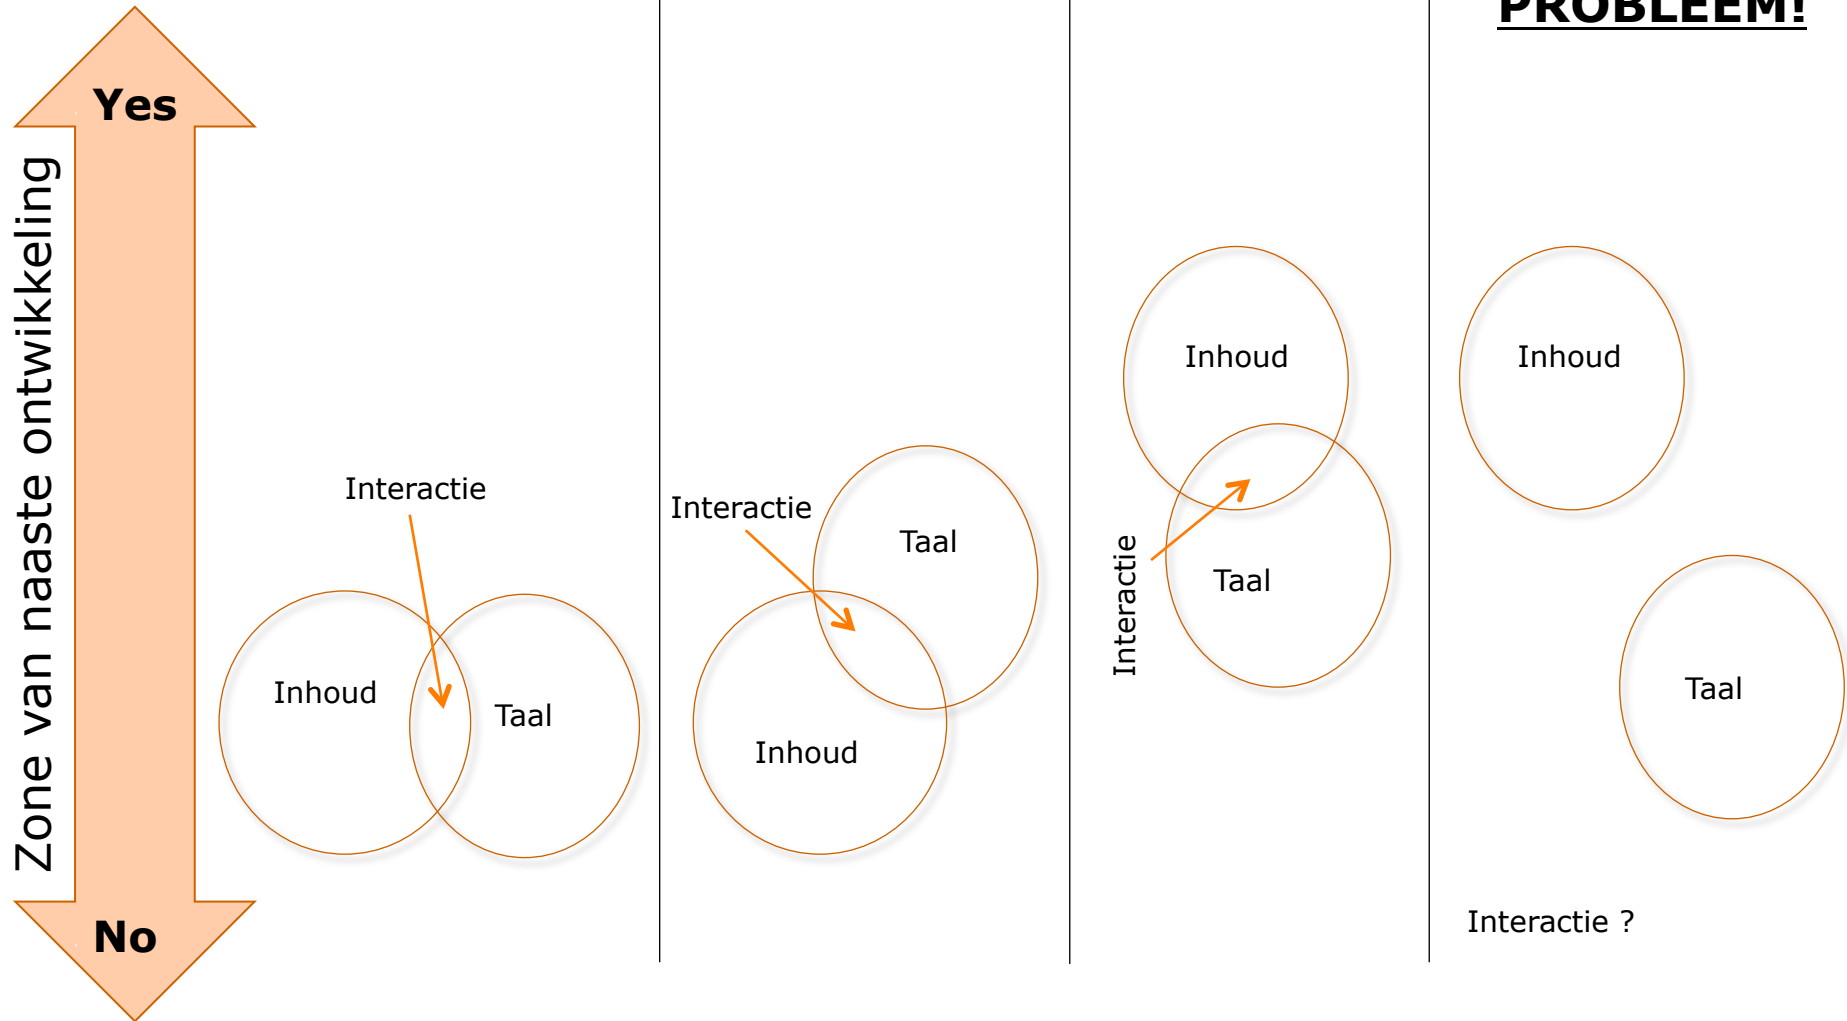 PROBLEEM!
Yes
Zone van naaste ontwikkeling
No
Interactie
Inhoud
Taal
Interactie
Taal
Inhoud
Inhoud
Interactie
Taal
Inhoud
Taal
Interactie ?